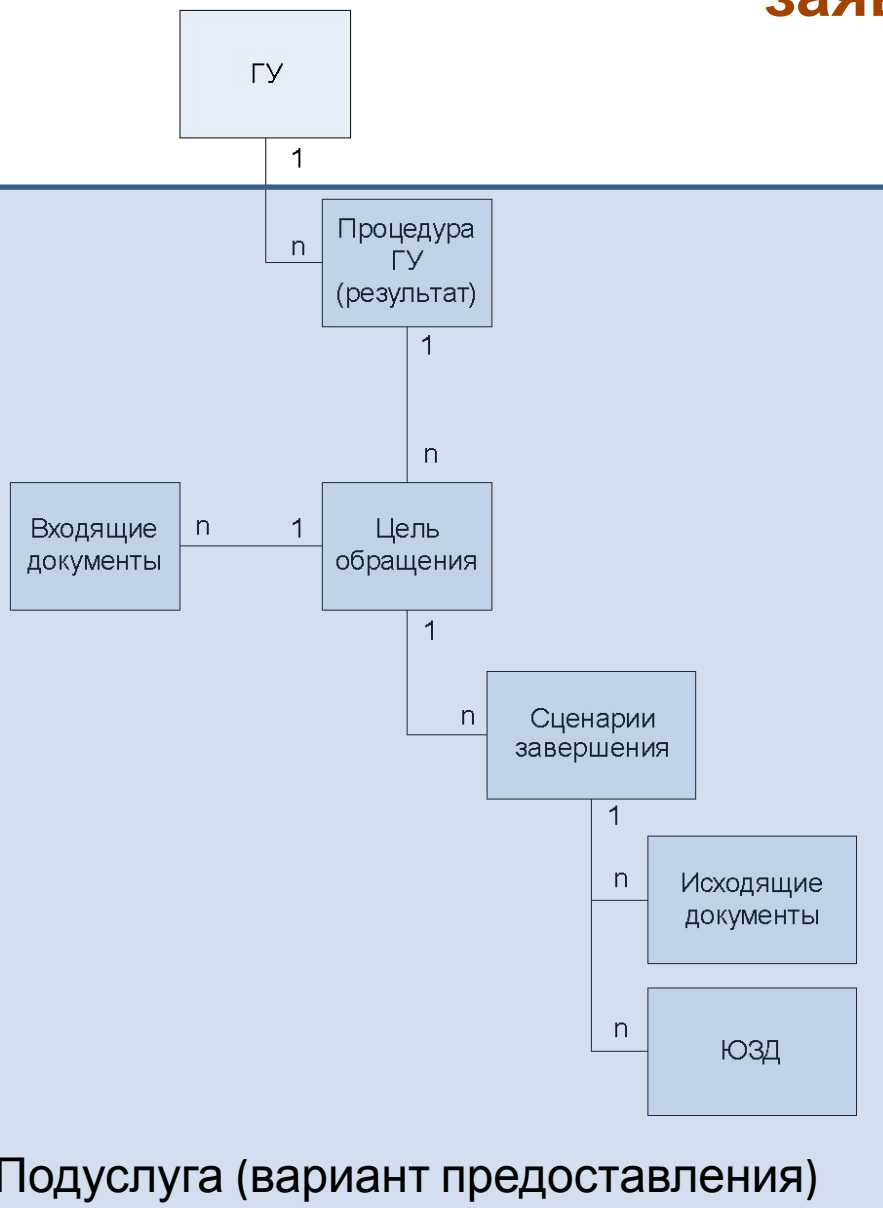 заяв
ГУ
1
n
Процедура
ГУ
(результат)
1
n
Входящие
документы
n
1
Цель
обращения
1
n
Сценарии
завершения
1
n
Исходящие
документы
n
ЮЗД
Подуслуга (вариант предоставления)